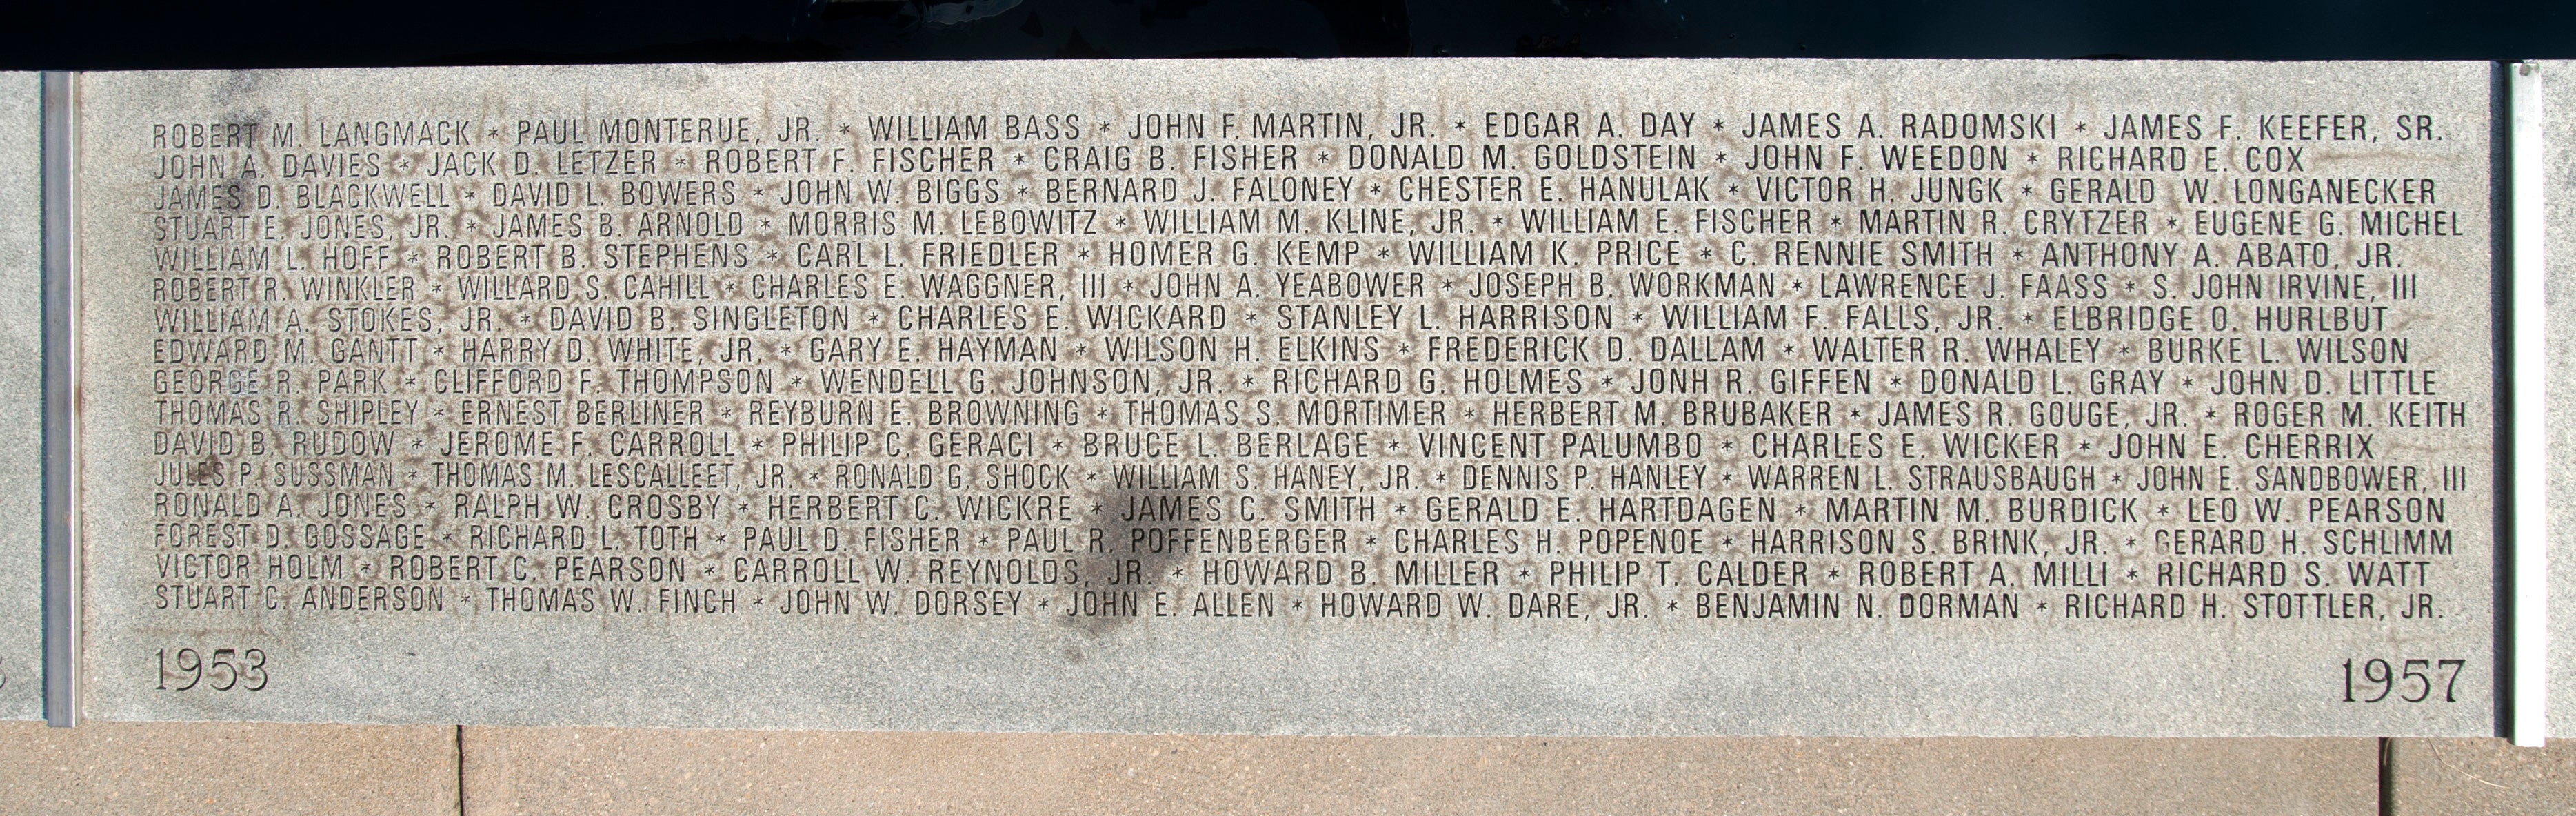 ROBERT M. LANGMACK * PAUL MONTERUE, JR. * WILLIAM BASS * JOHN F. MARTIN, JR. * EDGAR A. DAY * JAMES A. RADOMSKI * JAMES F. KEEFER, SR.
JOHN A. DAVIES * JACK D. LETZER * ROBERT F. FISCHER * CRAIG B. FISHER * DONALD M. GOLDSTEIN * JOHN F. WEEDON * RICHARD E. COX
JAMES D. BLACKWELL * DAVID L. BOWERS * JOHN W. BIGGS * BERNARD J. FALONEY * CHESTER E. HANULAK * VICTOR H. JUNGK * GERALD W. LONGANECKER
STUART E. JONES, JR. * JAMES B. ARNOLD * MORRIS M. LEBOWITZ * WILLIAM M. KLINE, JR. * WILLIAM E. FISCHER * MARTIN R. CRYTZER * EUGENE G. MICHEL
WILLIAM L. HOFF * ROBERT B. STEPHENS * CARL L. FRIEDLER * HOMER G. KEMP * WILLIAM K. PRICE * C. RENNIE SMITH * ANTHONY A. ABATO, JR.
ROBERT R. WINKLER * WILLARD S. CAHILL * CHARLES E. WAGGNER, III * JOHN A. YEABOWER * JOSEPH B. WORKMAN * LAWRENCE J. FAASS * S. JOHN IRVINE, III
WILLIAM A. STOKES, JR. * DAVID B. SINGLETON * CHARLES E. WICKARD * STANLEY L. HARRISON * WILLIAM F. FALLS, JR. * ELBRIDGE O. HURLBUT
EDWARD M. GANTT * HARRY D. WHITE, JR. * GARY E. HAYMAN * WILSON H. ELKINS * FREDERICK D. DALLAM * WALTER R. WHALEY * BURKE L. WILSON
GEORGE R. PARK * CLIFFORD F. THOMPSON * WENDELL G. JOHNSON, JR. * RICHARD G. HOLMES * JONH R. GIFFEN * DONALD L. GRAY * JOHN D. LITTLE
THOMAS R. SHIPLEY * ERNEST BERLINER * REYBURN E. BROWNING * THOMAS S. MORTIMER * HERBERT M. BRUBAKER * JAMES R. GOUGE, JR. * ROGER M. KEITH
DAVID B. RUDOW * JEROME F. CARROLL * PHILIP C. GERACI * BRUCE L. BERLAGE * VINCENT PALUMBO * CHARLES E. WICKER * JOHN E. CHERRIX
JULES P. SUSSMAN * THOMAS M. LESCALLEET, JR. * RONALD G. SHOCK * WILLIAM S. HANEY, JR. * DENNIS P. HANLEY * WARREN L. STRAUSBAUGH * JOHN E. SANDBOWER, III
RONALD A. JONES * RALPH W. CROSBY * HERBERT C. WICKRE * JAMES C. SMITH * GERALD E. HARTDAGEN * MARTIN M. BURDICK * LEO W. PEARSON
FOREST D. GOSSAGE * RICHARD L. TOTH * PAUL D. FISHER * PAUL R. POFFENBERGER * CHARLES H. POPENOE * HARRISON S. BRINK, JR. * GERARD H. SCHLIMM
VICTOR HOLM * ROBERT C. PEARSON * CARROLL W. REYNOLDS, JR. * HOWARD B. MILLER * PHILIP T. CALDER * ROBERT A. MILLI * RICHARD S. WATT
STUART C. ANDERSON * THOMAS W. FINCH * JOHN W. DORSEY * JOHN E. ALLEN * HOWARD W. DARE, JR. * BENJAMIN N. DORMAN * RICHARD H. STOTTLER, JR.
1953 1957